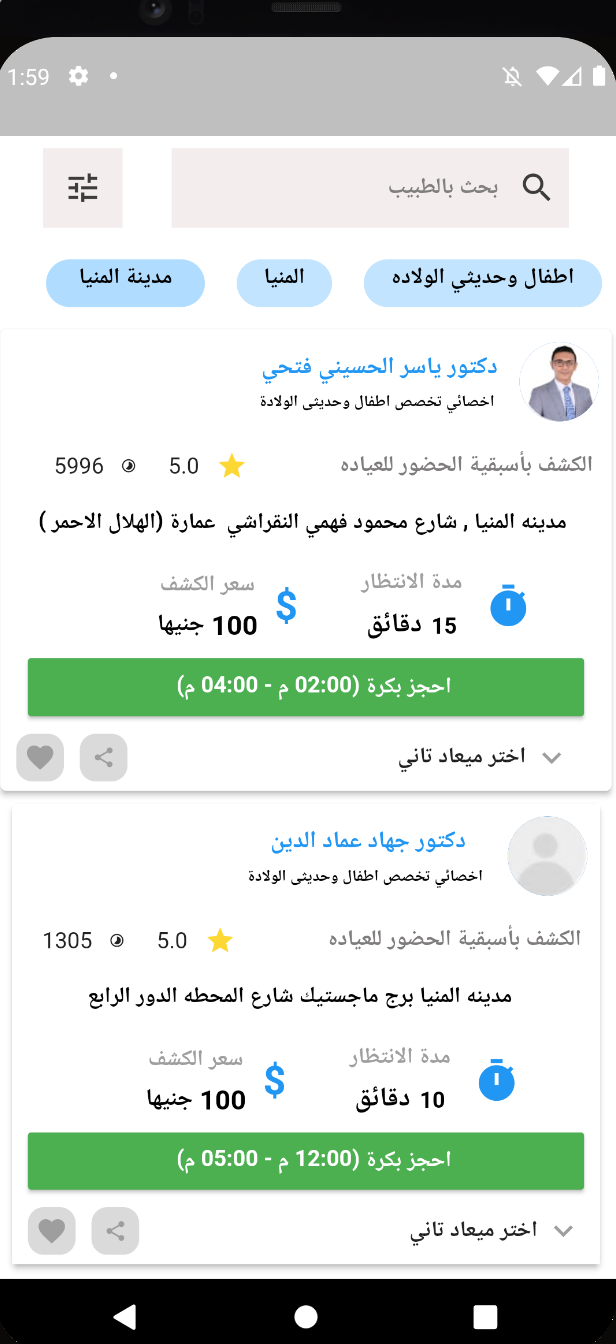 1:59
بحث بالطبيب
اطفال وحديثي الولاده
المنيا
مدينة المنيا
دكتور ياسر الحسيني فتحي
اخصائي تخصص اطفال وحديثى الولادة
الكشف بأسبقية الحضور للعياده 5.0 5996
مدينه المنيا , شارع محمود فهمي النقراشي عمارة (الهلال الاحمر )
مدة الانتظار
15 دقائق
سعر الكشف
$
100 جنيها
احجز بكرة (02:00 م - 04:00 م)
اختر ميعاد تاني
دكتور جهاد عماد الدين
اخصائي تخصص اطفال وحديثى الولادة
الكشف بأسبقية الحضور للعياده 5.0 1305
مدينه المنيا برج ماجستيك شارع المحطه الدور الرابع
مدة الانتظار
10 دقائق
سعر الكشف
$
100 جنيها
احجز بكرة (12:00 م - 05:00 م)
اختر ميعاد تاني